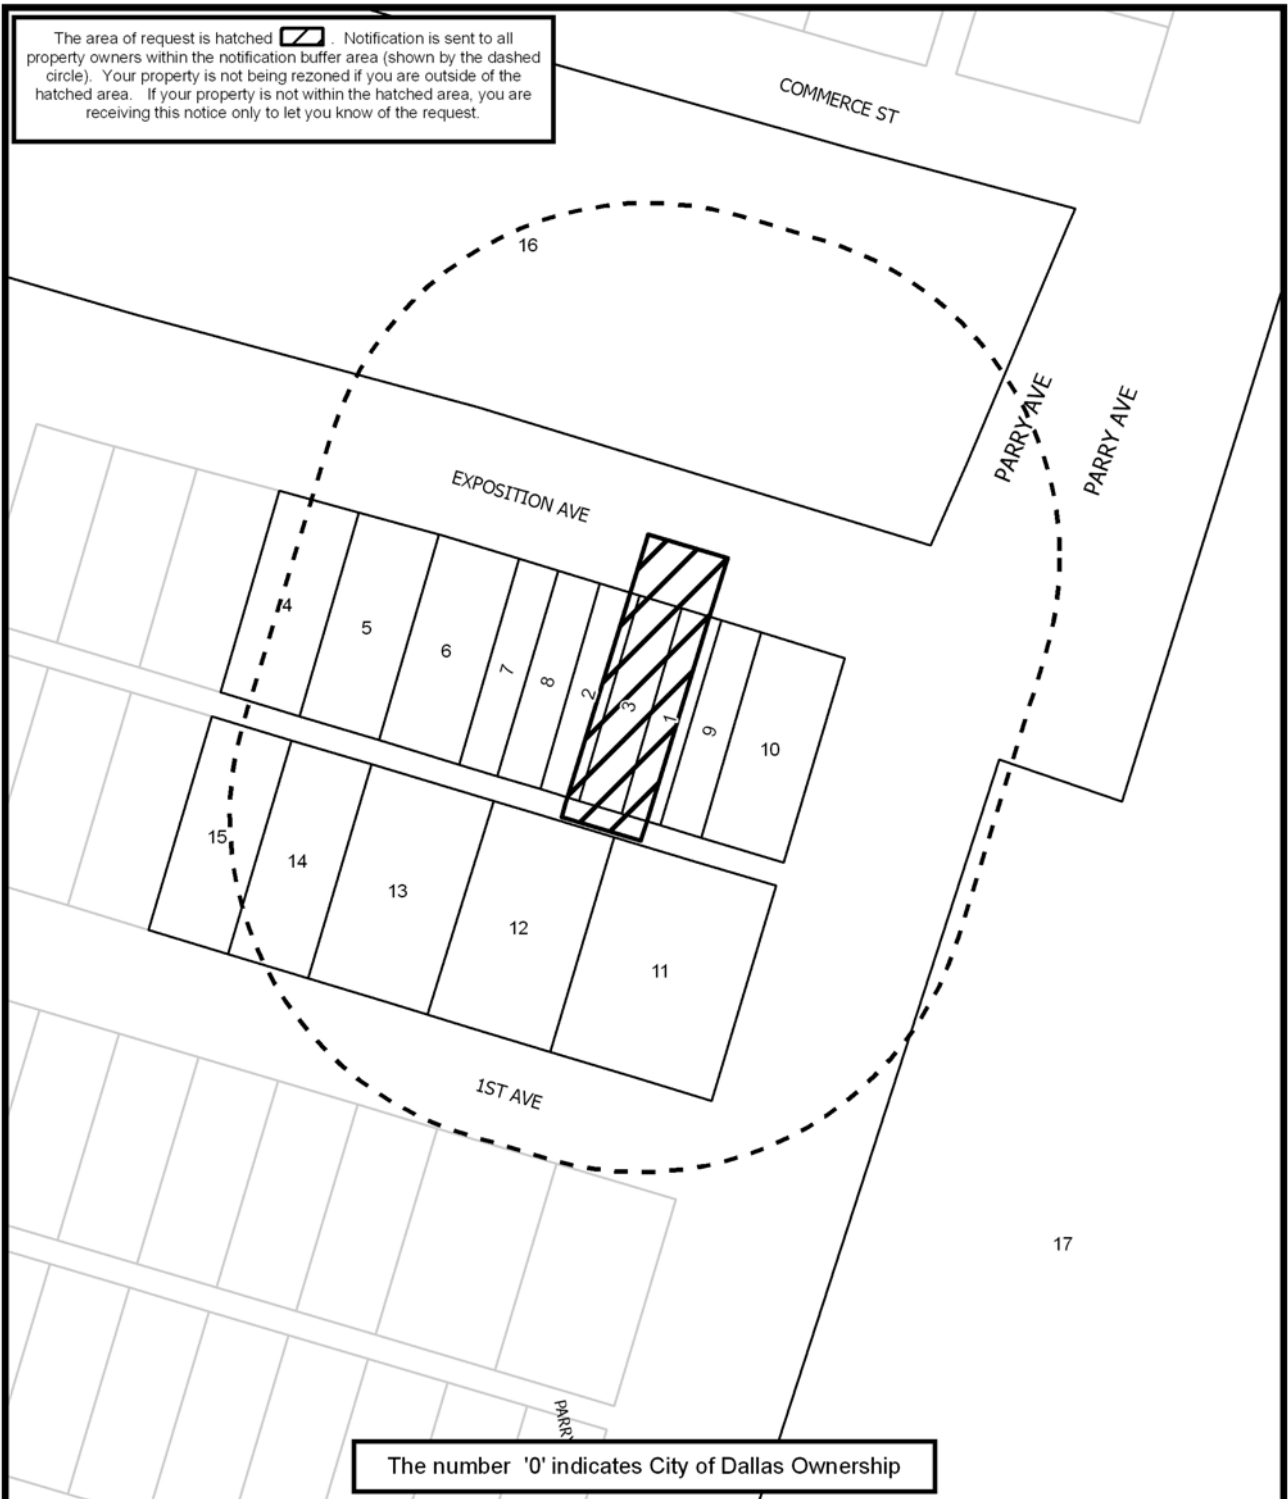 The area of request is hatched . Notification is sent to all
property owners within the notification buffer area (shown by the dashed
circle). Your property is not being rezoned if you are outside of the
hatched area. If your property is not within the hatched area, you are
receiving this notice only to let you know of the request.
COMMERCE ST
16
PARRY AVE
PARRY AVE
EXPOSITION AVE
4
5
6
7
8
2
3
1
9
10
15
14
13
12
11
1ST AVE
17
PARRY
The number '0' indicates City of Dallas Ownership